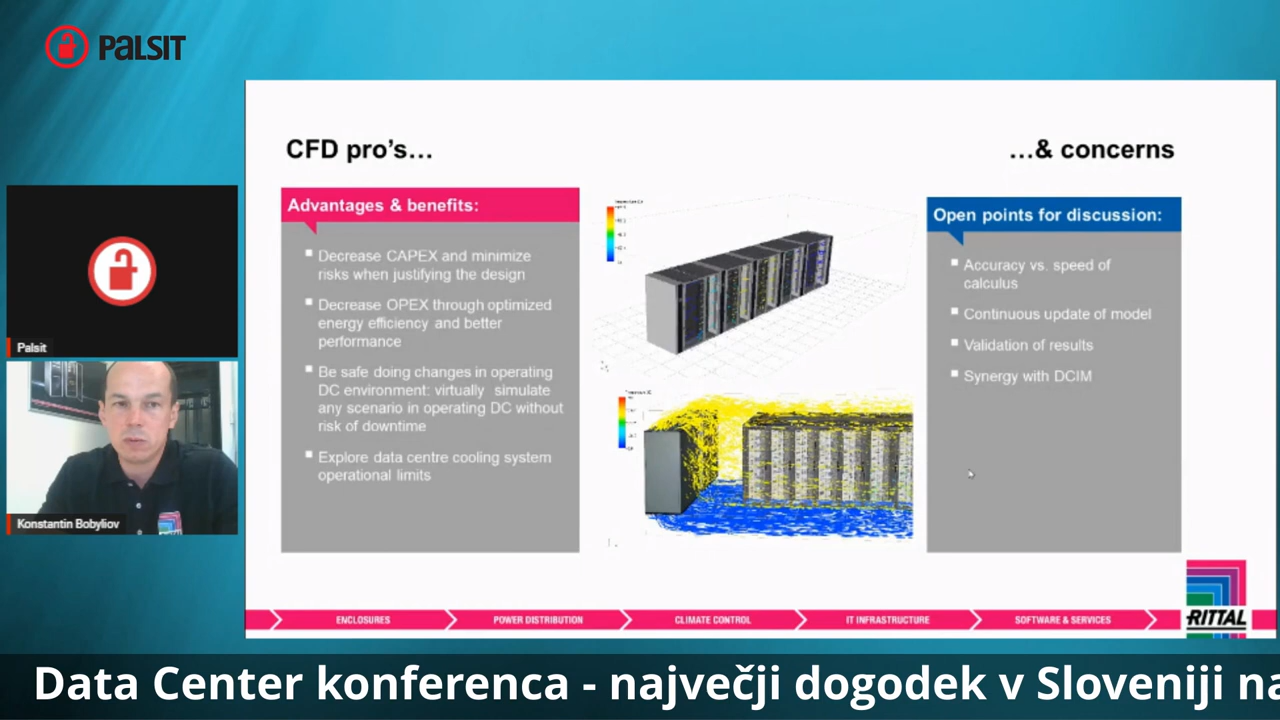 PALSIT
CFD pro's...
...& concerns
Advantages & benefits:
Decrease CAPEX and minimize
risks when justifying the design
Decrease OPEX through optimized
energy efficiency and better
performance
Be safe doing changes in operating
DC environment: virtually simulate
any scenario in operating DC without
risk of downtime
Explore data centre cooling system
operational limits
Open points for discussion:
Accuracy vs. speed of
calculus
Continuous update of model
Validation of results
Synergy with DCIM
Palsit
Konstantin Bobyliov
ENCLOSURES
POWER DISTRIBUTION
CLIMATE CONTROL
IT INFRASTRUCTURE
SOFTWARE & SERVICES
RITTAL
Data Center konferenca - največji dogodek v Sloveniji na